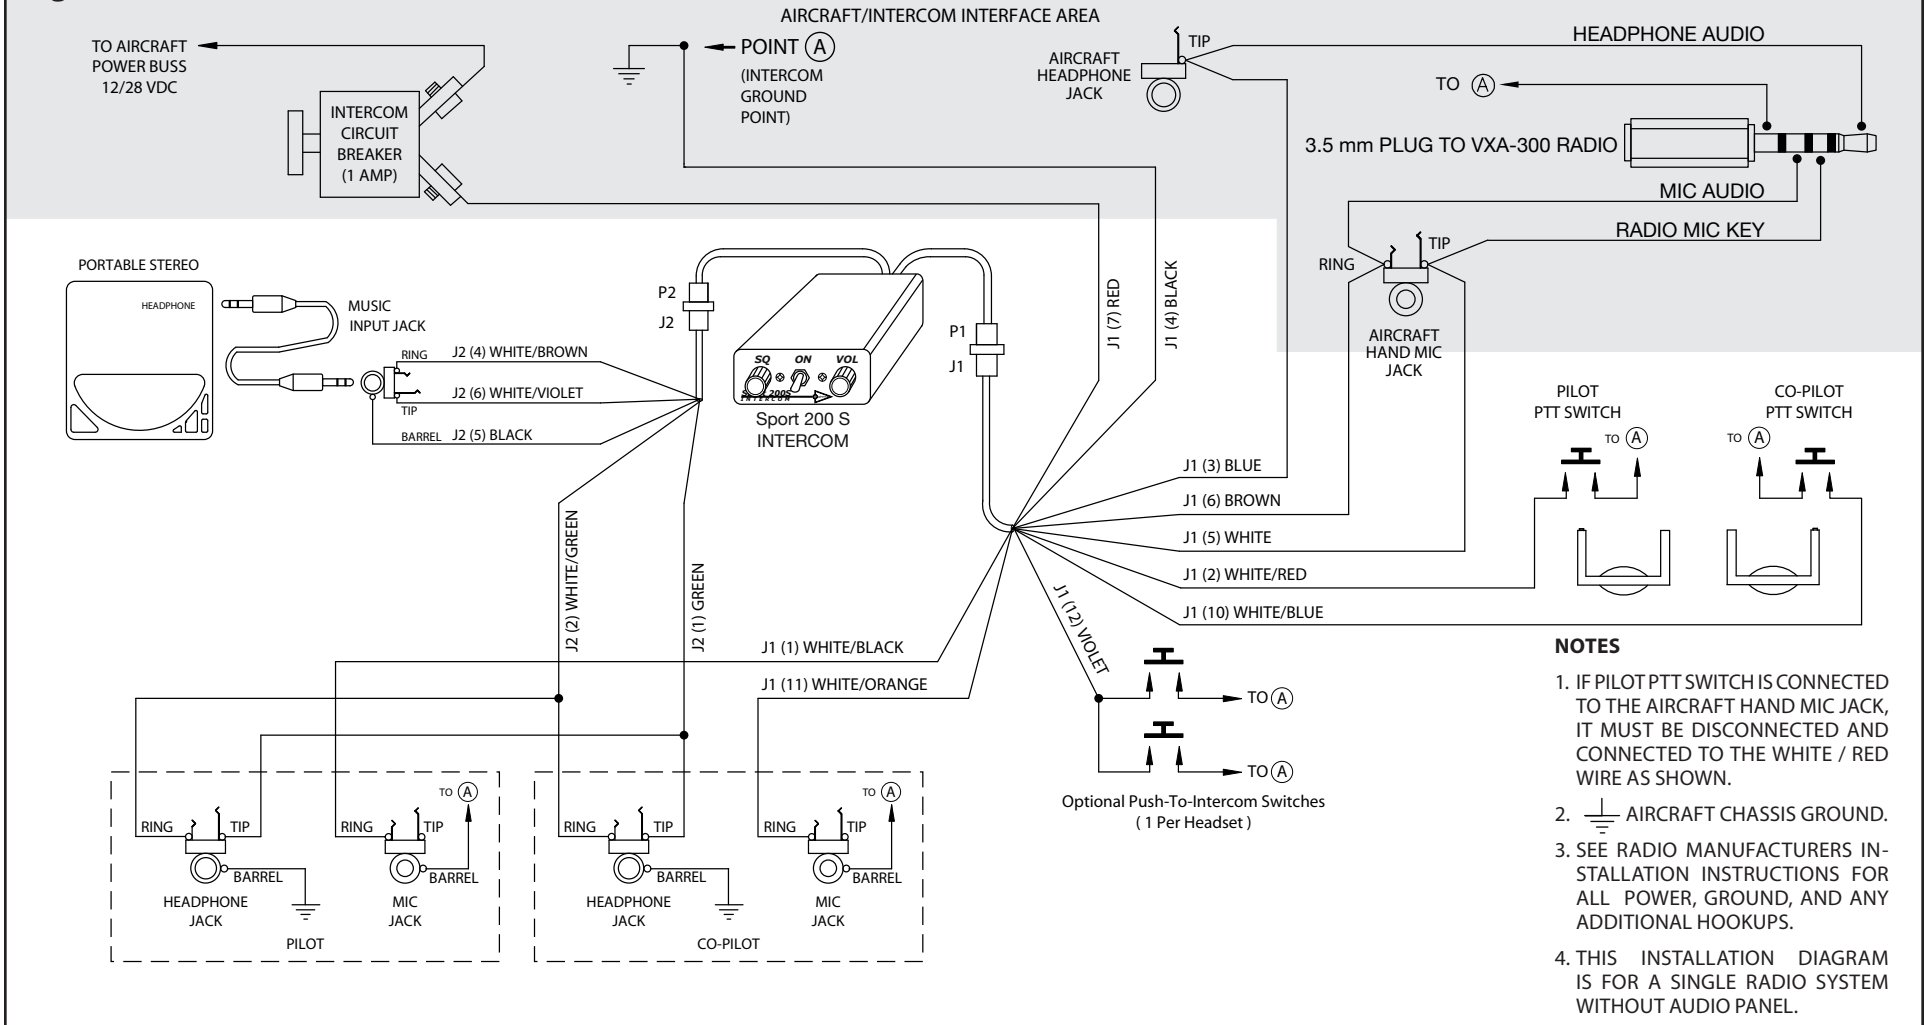 AIRCRAFT/INTERCOM INTERFACE AREA
TO AIRCRAFT
POWER BUSS
12/28 VDC
INTERCOM
CIRCUIT
BREAKER
(1 AMP)
POINT A
(INTERCOM
GROUND
POINT)
AIRCRAFT
HEADPHONE
JACK
TIP
HEADPHONE AUDIO
TO A
3.5 mm PLUG TO VXA-300 RADIO
MIC AUDIO
RADIO MIC KEY
RING
TIP
AIRCRAFT
HAND MIC
JACK
J1 (7) RED
J1 (4) BLACK
PORTABLE STEREO
HEADPHONE
MUSIC
INPUT JACK
RING
J2 (4) WHITE/BROWN
J2 (6) WHITE/VIOLET
TIP
BARREL
J2 (5) BLACK
P2
J2
SQ
ON
VOL
200S
INTERCOM
Sport 200 S
INTERCOM
P1
J1
PILOT
PTT SWITCH
TO A
CO-PILOT
PTT SWITCH
TO A
J1 (3) BLUE
J1 (6) BROWN
J1 (5) WHITE
J1 (2) WHITE/RED
J1 (10) WHITE/BLUE
J1 (12) VIOLET
J2 (2) WHITE/GREEN
J2 (1) GREEN
J1 (1) WHITE/BLACK
J1 (11) WHITE/ORANGE
TO A
TO A
Optional Push-To-Intercom Switches
( 1 Per Headset )
RING
TIP
BARREL
HEADPHONE
JACK
RING
TIP
TO A
BARREL
MIC
JACK
PILOT
RING
TIP
BARREL
HEADPHONE
JACK
RING
TIP
TO A
BARREL
MIC
JACK
CO-PILOT
NOTES
1. IF PILOT PTT SWITCH IS CONNECTED
TO THE AIRCRAFT HAND MIC JACK,
IT MUST BE DISCONNECTED AND
CONNECTED TO THE WHITE / RED
WIRE AS SHOWN.
2. AIRCRAFT CHASSIS GROUND.
3. SEE RADIO MANUFACTURERS IN-
STALLATION INSTRUCTIONS FOR
ALL POWER, GROUND, AND ANY
ADDITIONAL HOOKUPS.
4. THIS INSTALLATION DIAGRAM
IS FOR A SINGLE RADIO SYSTEM
WITHOUT AUDIO PANEL.